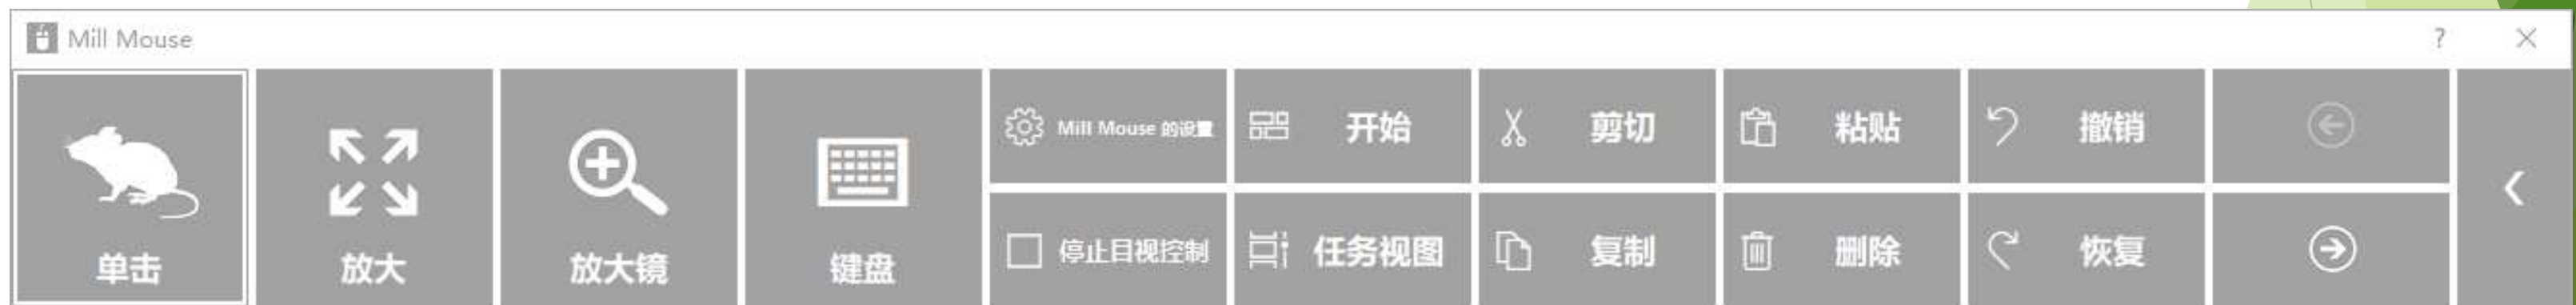 Mill Mouse
?
单击
放大
放大镜
键盘
Mill Mouse 的设置
开始
剪切
粘贴
撤销
停止目视控制
任务视图
复制
删除
恢复